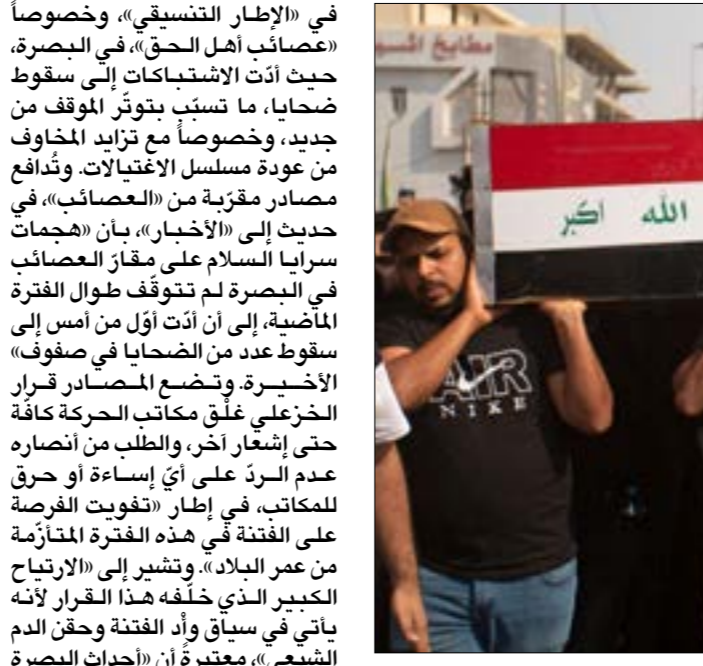 في «الإطار التنسيقي»، وخصوصاً
«عصائب أهل الحق»، في البصرة،
حيث أدّت الاشتباكات إلى سقوط
ضحايا، ما تسبّب بتوتّر الموقف من
جديد، وخصوصاً مع تزايد المخاوف
من عودة مسلسل الاغتيالات. وتُدافع
مصادر مقرّبة من «العصائب»، في
حديث إلى «الأخبار»، بأن «هجمات
سرايا السلام على مقارّ العصائب
في البصرة لم تتوقّف طوال الفترة
الماضية، إلى أن أدّت أوّل من أمس إلى
سقوط عدد من الضحايا في صفوف»
الأخيرة. وتضع المصادر قرار
الخزعلي غلْق مكاتب الحركة كافّة
حتى إشعار آخر، والطلب من أنصاره
عدم الردّ على أيّ إساءة أو حرق
للمكاتب، في إطار «تفويت الفرصة
على الفتنة في هذه الفترة المتأزّمة
من عمر البلاد». وتشير إلى «الارتياح
الكبير الذي خلّفه هذا القرار لأنه
يأتي في سياق وأْد الفتنة وحقن الدم
الشيعي»، معتبرةً أن «أحداث البصرة
مطابخ
الله اكبر
AIR
NIKE